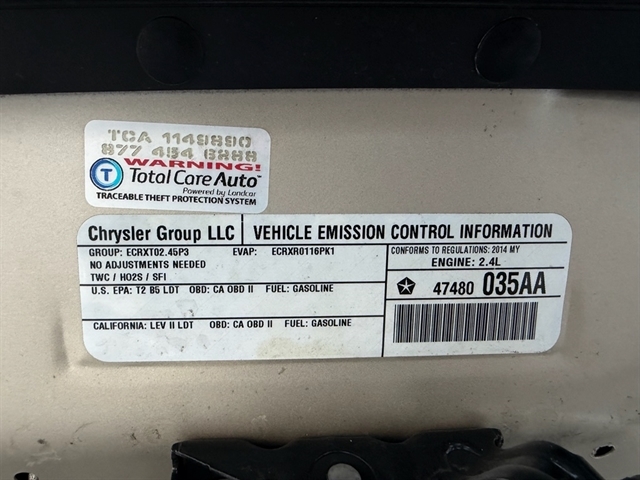 TCA 1149890
877 454 6288
WARNING!
T Total Care Auto™
Powered by Landcar
TRACEABLE THEFT PROTECTION SYSTEM
Chrysler Group LLC VEHICLE EMISSION CONTROL INFORMATION
GROUP: ECRXT02.45P3 EVAP: ECRXR0116PK1
NO ADJUSTMENTS NEEDED
TWC / HO2S / SFI
U.S. EPA: T2 B5 LDT OBD: CA OBD II FUEL: GASOLINE
CALIFORNIA: LEV II LDT OBD: CA OBD II FUEL: GASOLINE
CONFORMS TO REGULATIONS: 2014 MY
ENGINE: 2.4L
47480 035AA